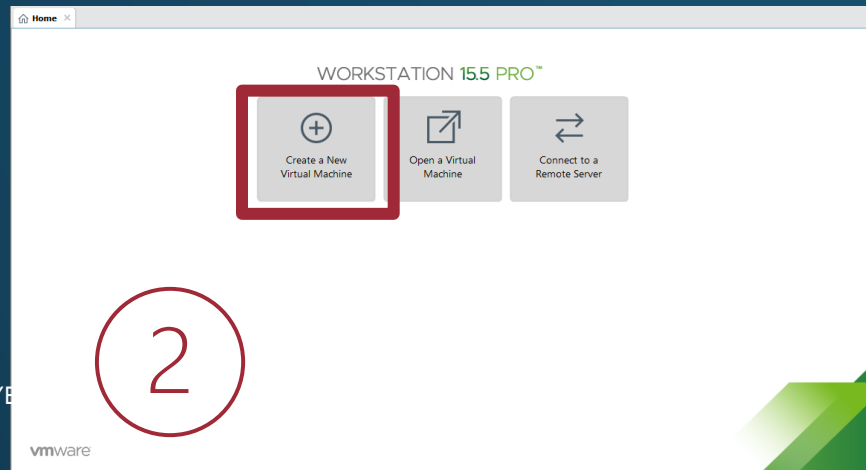 Home
WORKSTATION 15.5 PRO™
Create a New
Virtual Machine
Open a Virtual
Machine
Connect to a
Remote Server
2
vmware